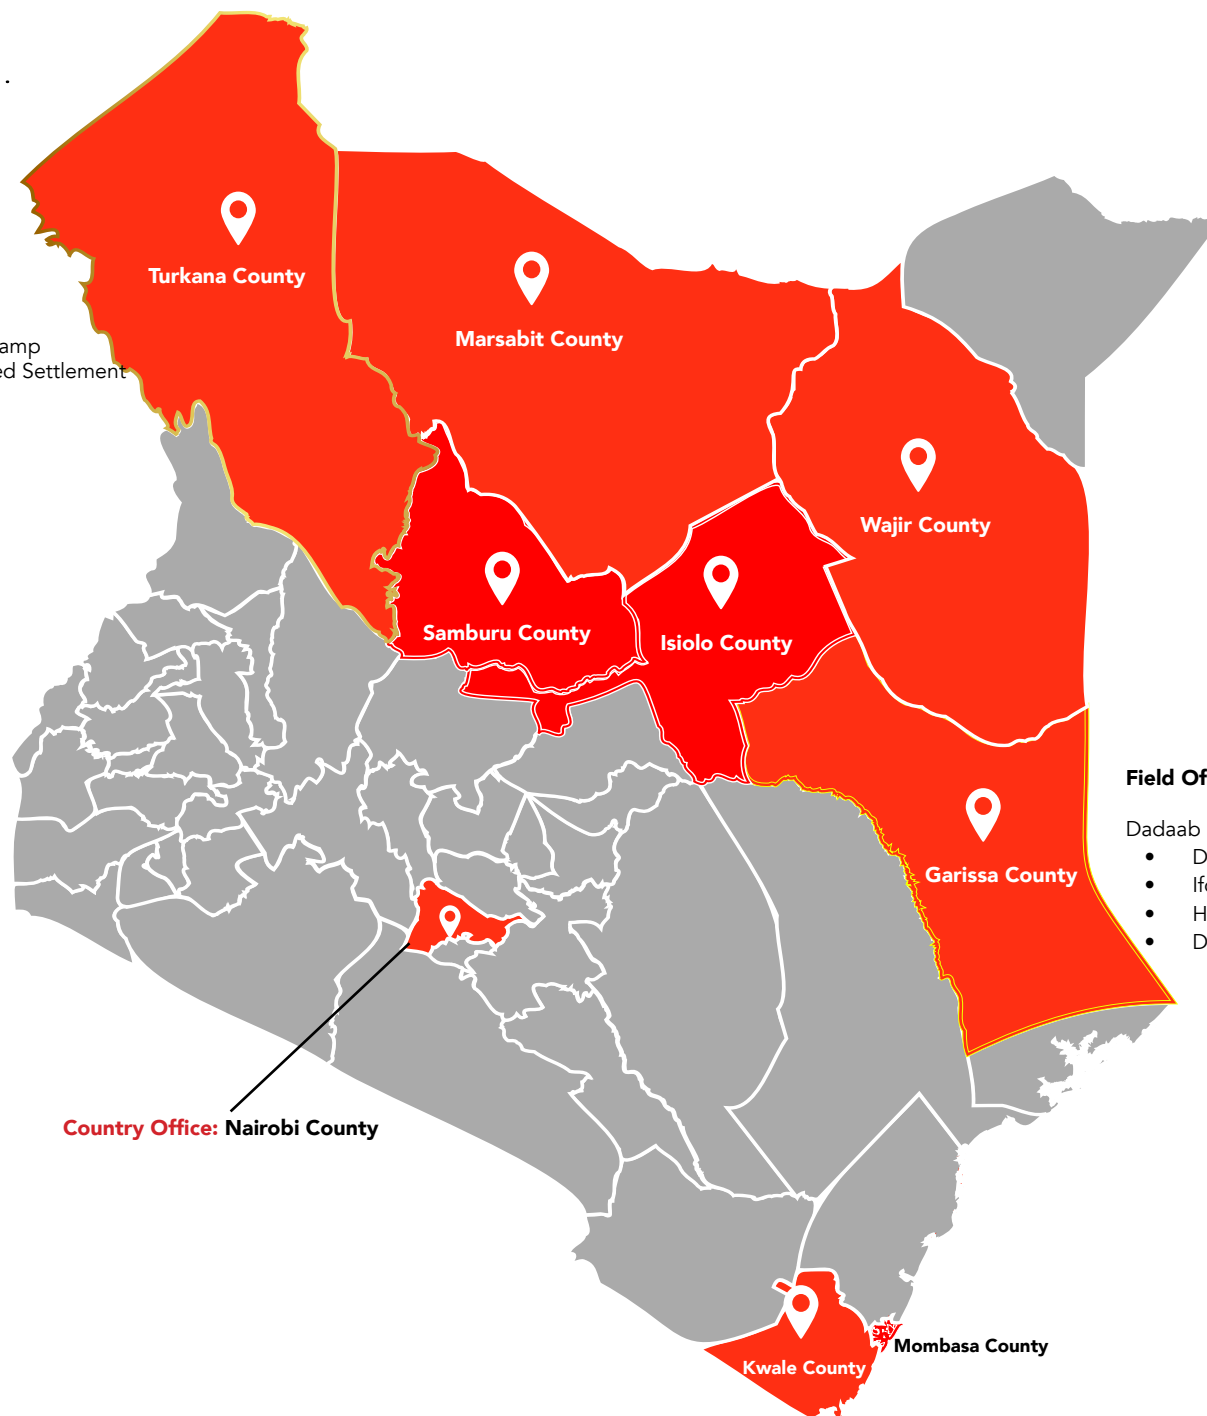 .
Turkana County
Marsabit County
amp
ed Settlement
Wajir County
Samburu County
Isiolo County
Field Of
Dadaab
• D
• Ife
• H
• D
Garissa County
Country Office: Nairobi County
Mombasa County
Kwale County